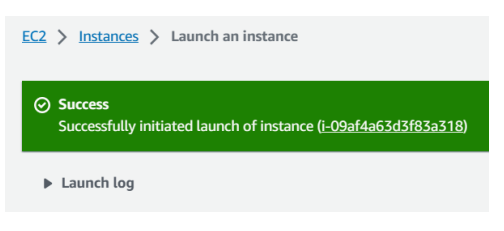 EC2 > Instances > Launch an instance
Success
Successfully initiated launch of instance (i-09af4a63d3f83a318)
Launch log